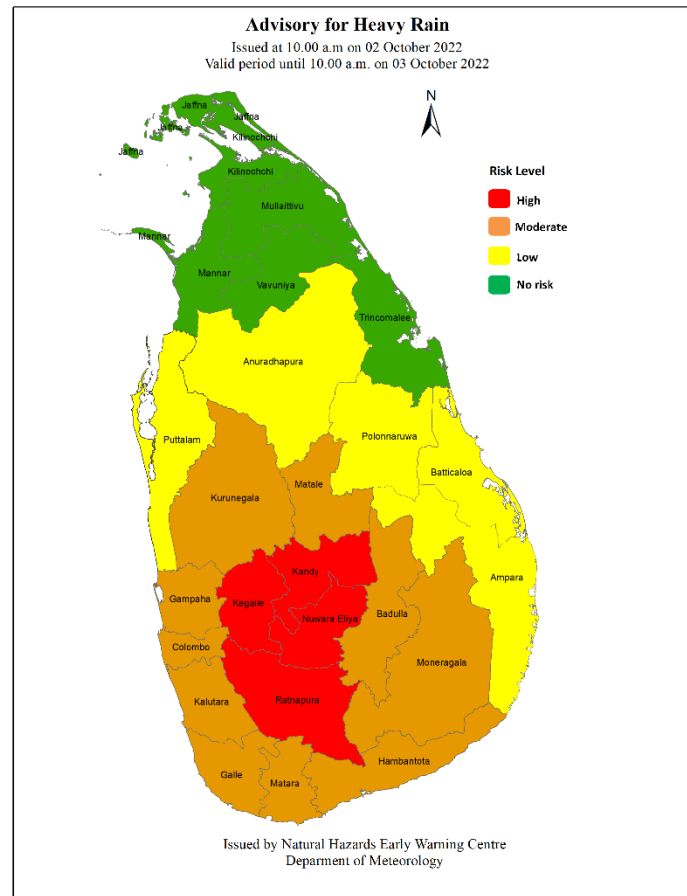 Advisory for Heavy Rain
Issued at 10.00 a.m on 02 October 2022
Valid period until 10.00 a.m. on 03 October 2022
N
Jaffna
Jaffna
Jaffna
Kilinochchi
Jaffna
Kilinochchi
Mullaittivu
Mannar
Mannar
Vavuniya
Trincomalee
Risk Level
High
Moderate
Low
No risk
Anuradhapura
Puttalam
Polonnaruwa
Batticaloa
Kurunegala
Matale
Kandy
Ampara
Gampaha
Kegalle
Nuwara Eliya
Badulla
Colombo
Moneragala
Kalutara
Ratnapura
Hambantota
Galle
Matara
Issued by Natural Hazards Early Warning Centre
Deparment of Meteorology